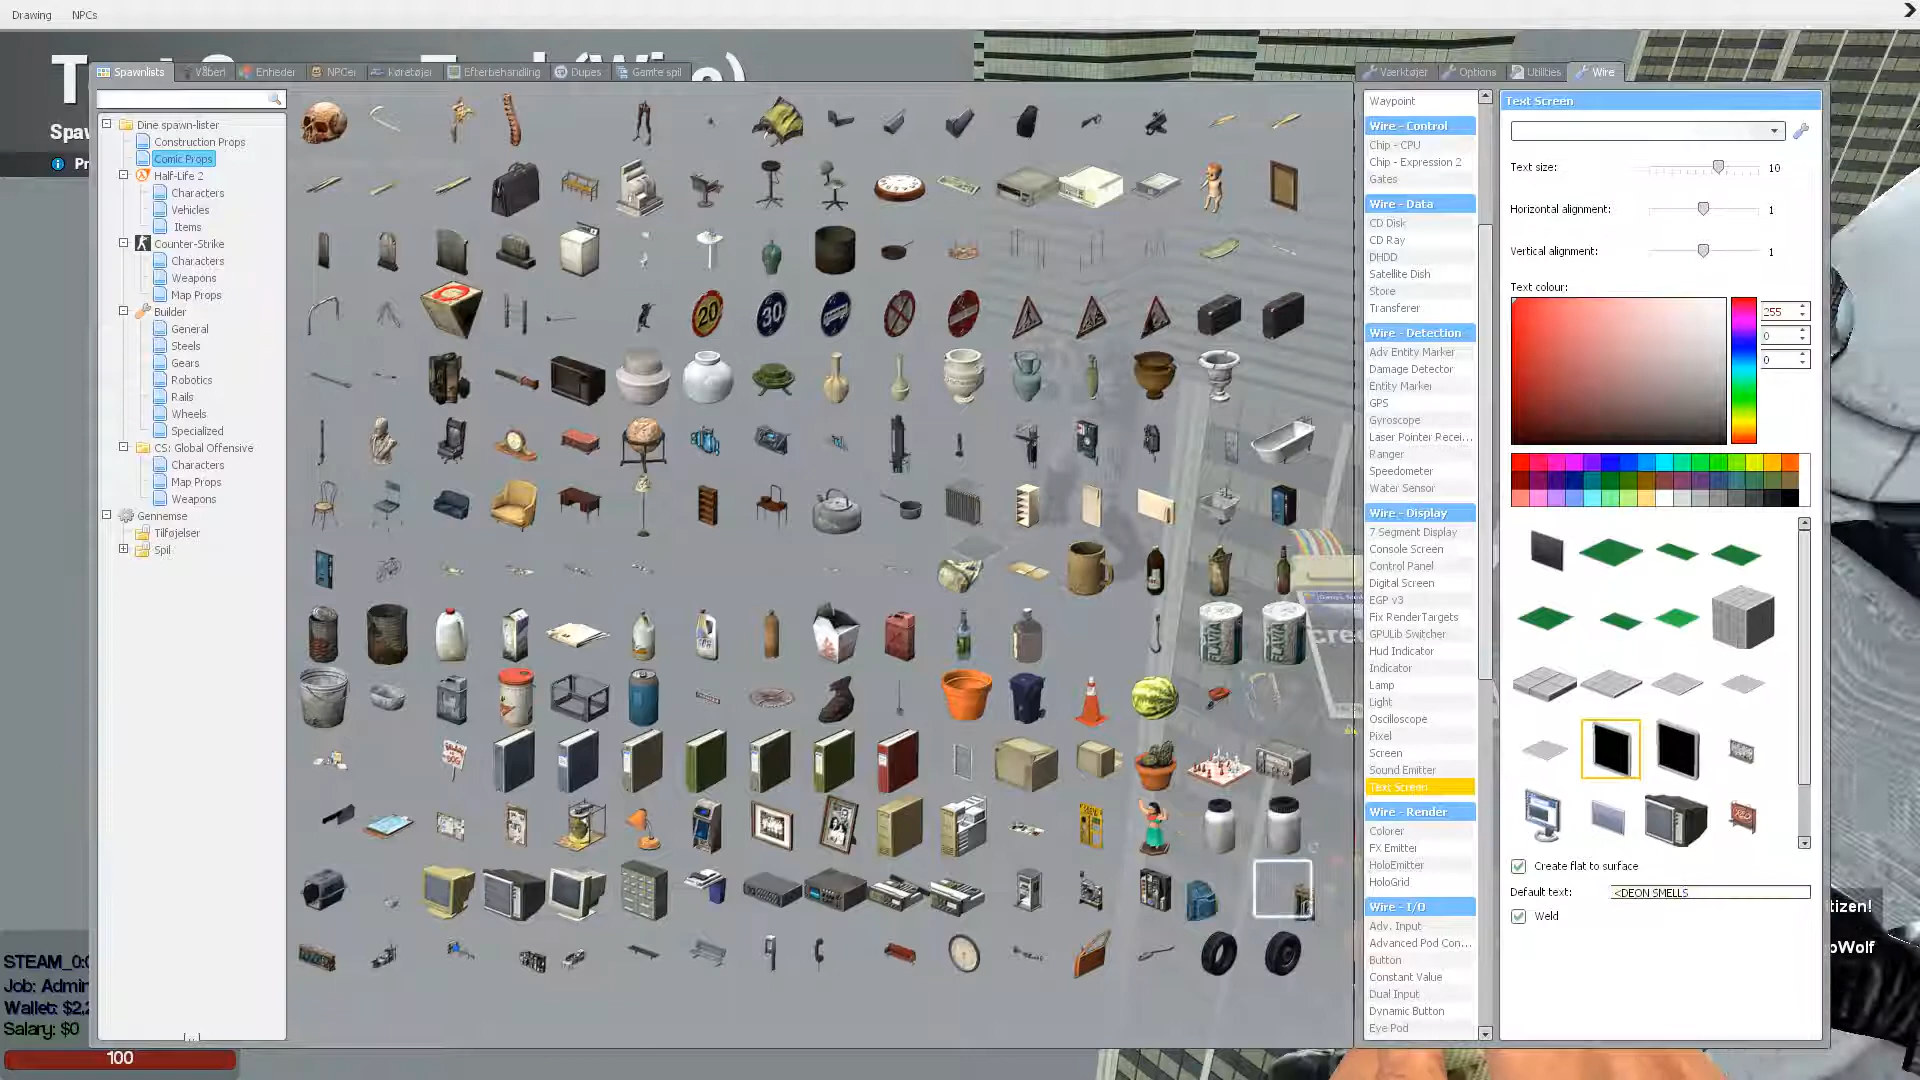 Drawing NPCs
Spawnlists Våben Enheder NPCer Køretøjer Efterbehandling Dupes Gemte spil
Værktøjer Options Utilities Wire
Dine spawn-lister
Construction Props
Comic Props
Half-Life 2
Characters
Vehicles
Items
Counter-Strike
Characters
Weapons
Map Props
Builder
General
Steels
Gears
Robotics
Rails
Wheels
Specialized
CS: Global Offensive
Characters
Map Props
Weapons
Gennemse
Tilføjelser
Spil
20
30
Waypoint
Wire - Control
Chip - CPU
Chip - Expression 2
Gates
Wire - Data
CD Disk
CD Ray
DHDD
Satellite Dish
Store
Transferer
Wire - Detection
Adv Entity Marker
Damage Detector
Entity Marker
GPS
Gyroscope
Laser Pointer Recei...
Ranger
Speedometer
Water Sensor
Wire - Display
7 Segment Display
Console Screen
Control Panel
Digital Screen
EGP v3
Fix RenderTargets
GPULib Switcher
Hud Indicator
Indicator
Lamp
Light
Oscilloscope
Pixel
Screen
Sound Emitter
Text Screen
Wire - Render
Colorer
FX Emitter
HoloEmitter
HoloGrid
Wire - I/O
Adv. Input
Advanced Pod Con...
Button
Constant Value
Dual Input
Dynamic Button
Eye Pod
Text Screen
Text size: 10
Horizontal alignment: 1
Vertical alignment: 1
Text colour:
255
0
0
Create flat to surface
Default text: <DEON SMELLS
Weld
STEAM_0:0
Job: Admin
Wallet: $2,2
Salary: $0
100